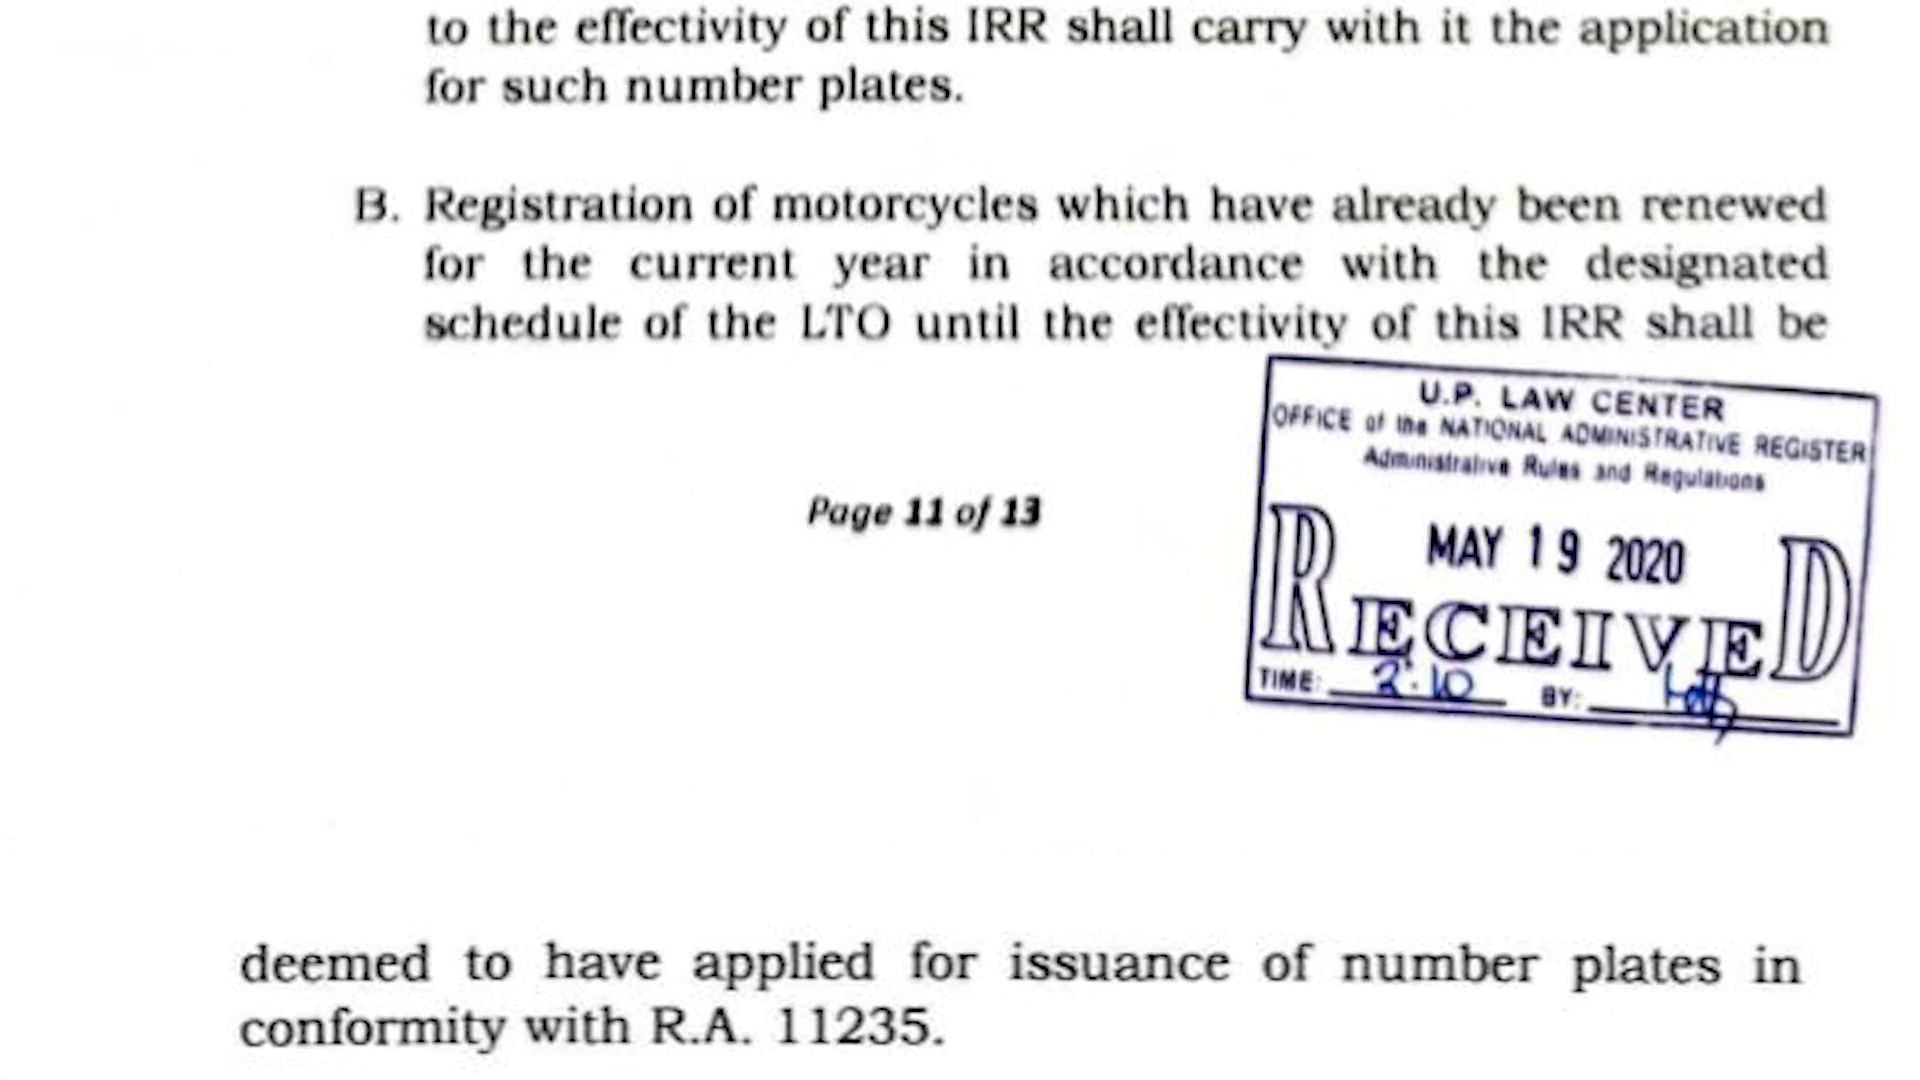 to the effectivity of this IRR shall carry with it the application
for such number plates.
B. Registration of motorcycles which have already been renewed
for the current year in accordance with the designated
schedule of the LTO until the effectivity of this IRR shall be
U.P. LAW CENTER
OFFICE of the NATIONAL ADMINISTRATIVE REGISTER
Administrative Rules and Regulations
MAY 19 2020
RECEIVED
TIME: 2:10 BY:
Page 11 of 13
deemed to have applied for issuance of number plates in
conformity with R.A. 11235.